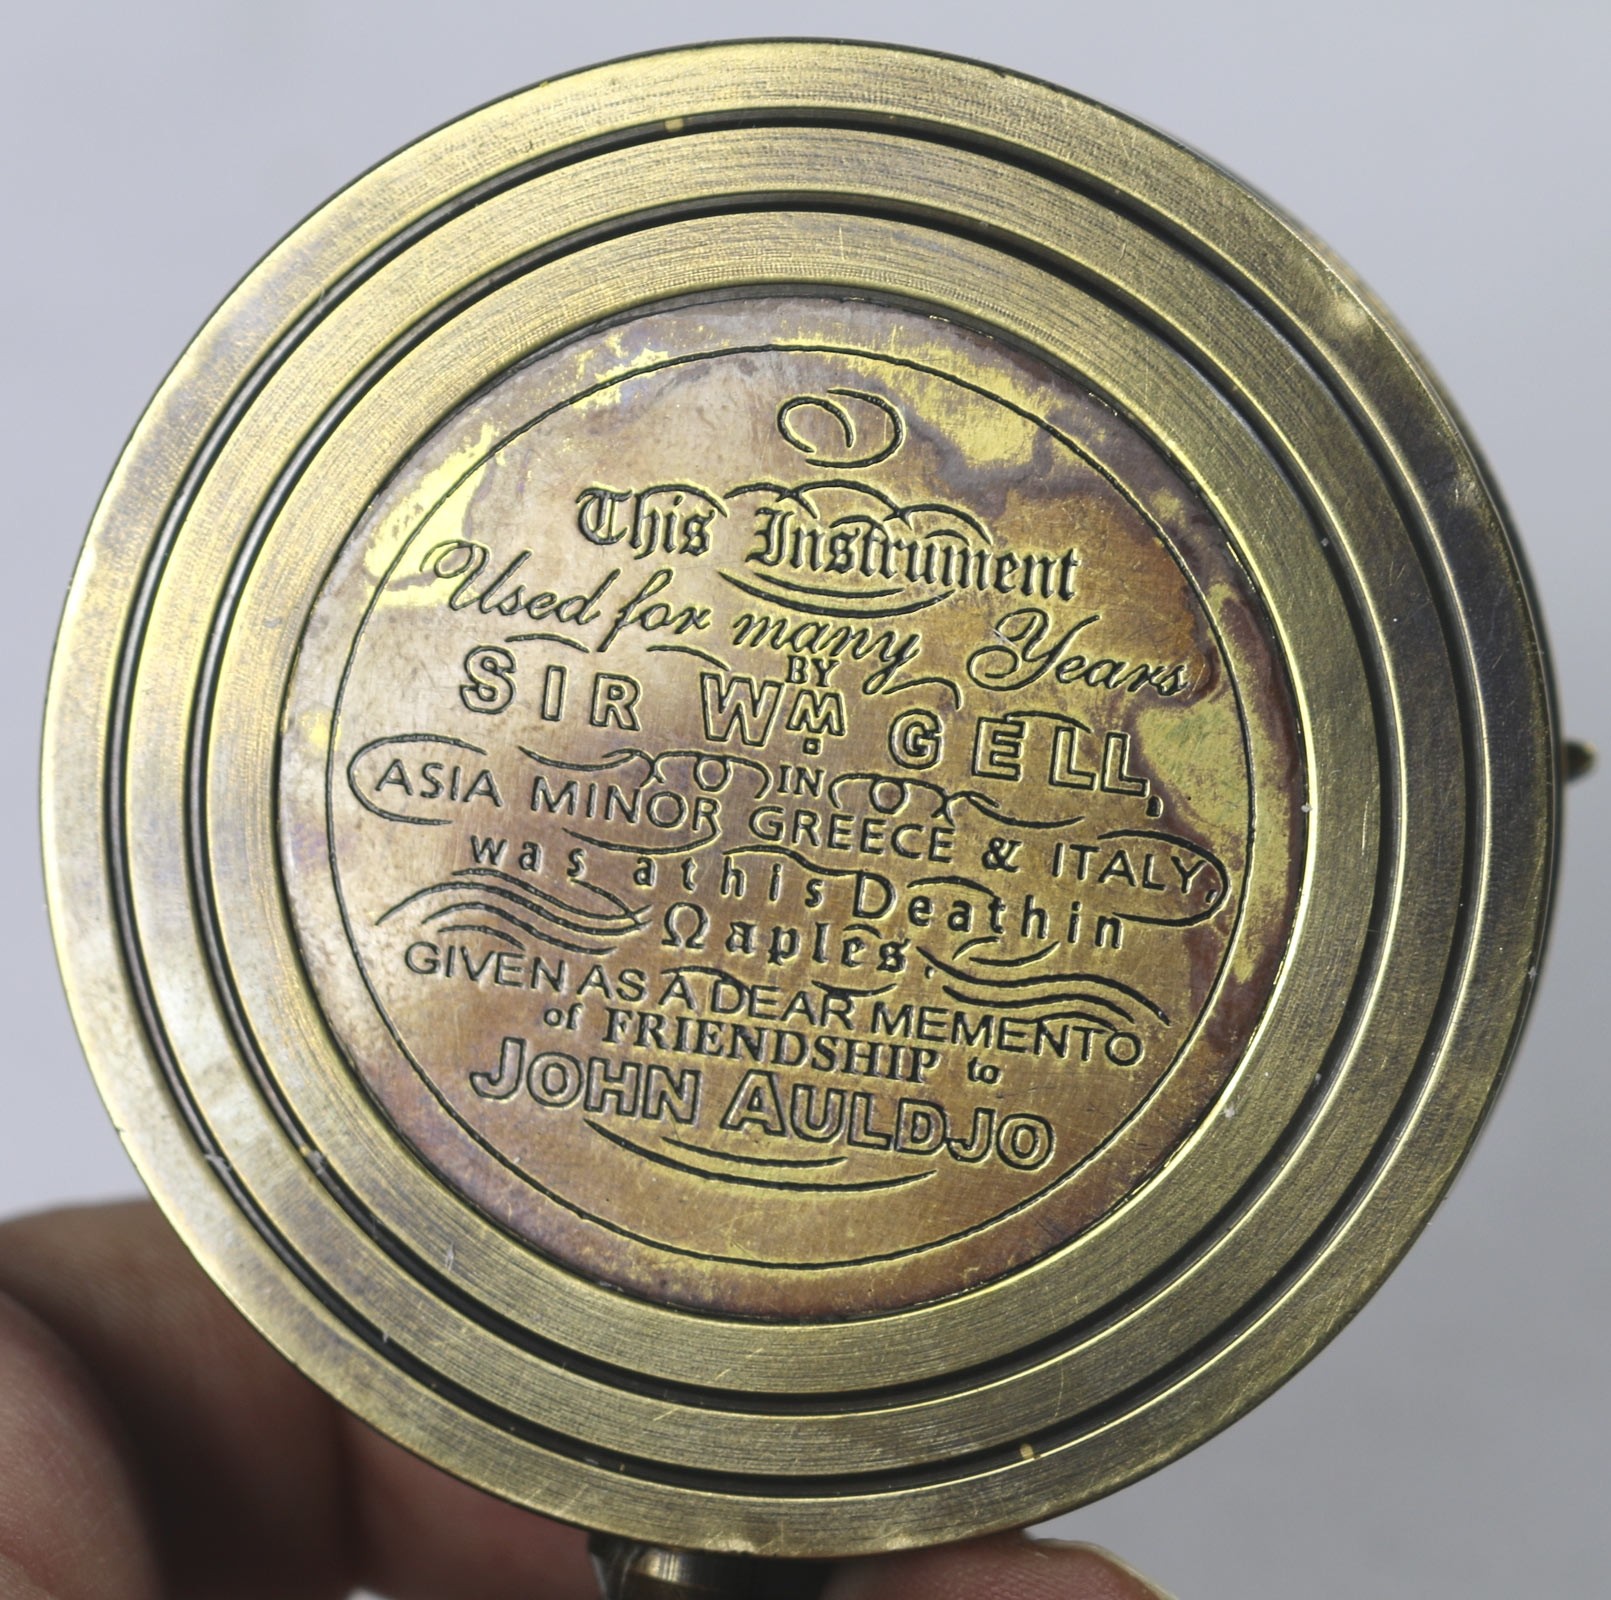 This Instrument
Used for many Years
BY
SIR WM. GELL,
IN
ASIA MINOR GREECE & ITALY,
was athis Deathin
Naples.
GIVEN AS A DEAR MEMENTO
of FRIENDSHIP to
JOHN AULDJO